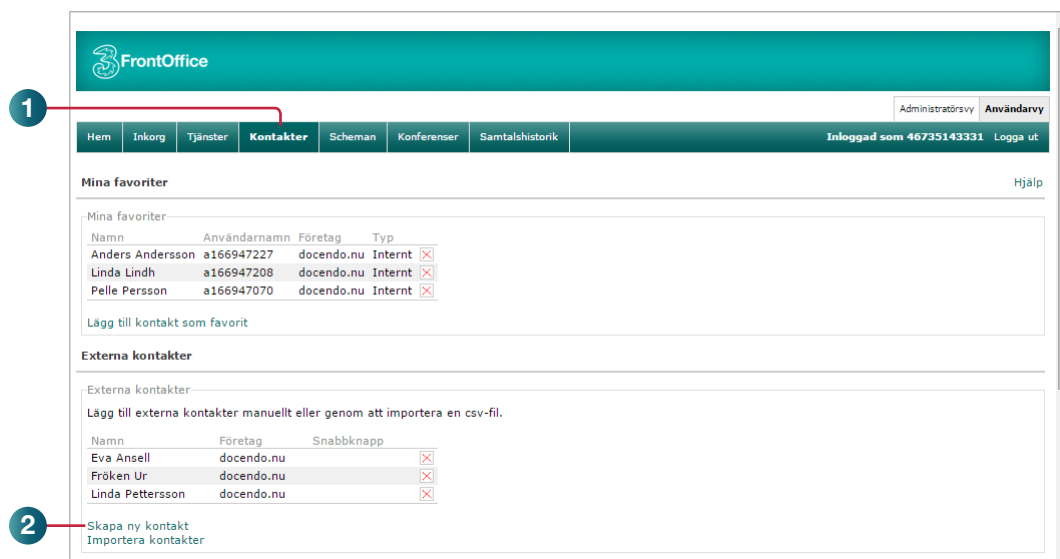 3 FrontOffice
1
Administratörsvy Användarvy
Hem Inkorg Tjänster Kontakter Scheman Konferenser Samtalshistorik Inloggad som 46735143331 Logga ut
Mina favoriter Hjälp
Mina favoriter
Namn Användarnamn Företag Typ
Anders Andersson a166947227 docendo.nu Internt
Linda Lindh a166947208 docendo.nu Internt
Pelle Persson a166947070 docendo.nu Internt
Lägg till kontakt som favorit
Externa kontakter
Externa kontakter
Lägg till externa kontakter manuellt eller genom att importera en csv-fil.
Namn Företag Snabbknapp
Eva Ansell docendo.nu
Fröken Ur docendo.nu
Linda Pettersson docendo.nu
2
Skapa ny kontakt
Importera kontakter